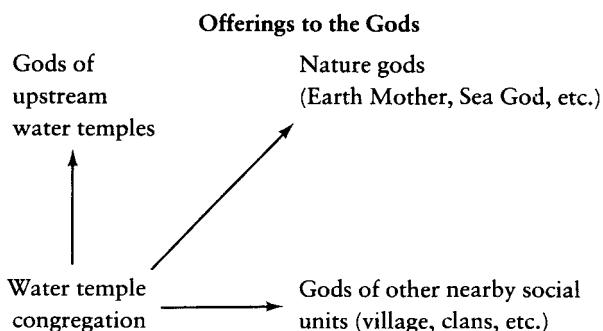 Offerings to the Gods
Gods of
upstream
water temples
Nature gods
(Earth Mother, Sea God, etc.)
Water temple
congregation
Gods of other nearby social
units (village, clans, etc.)